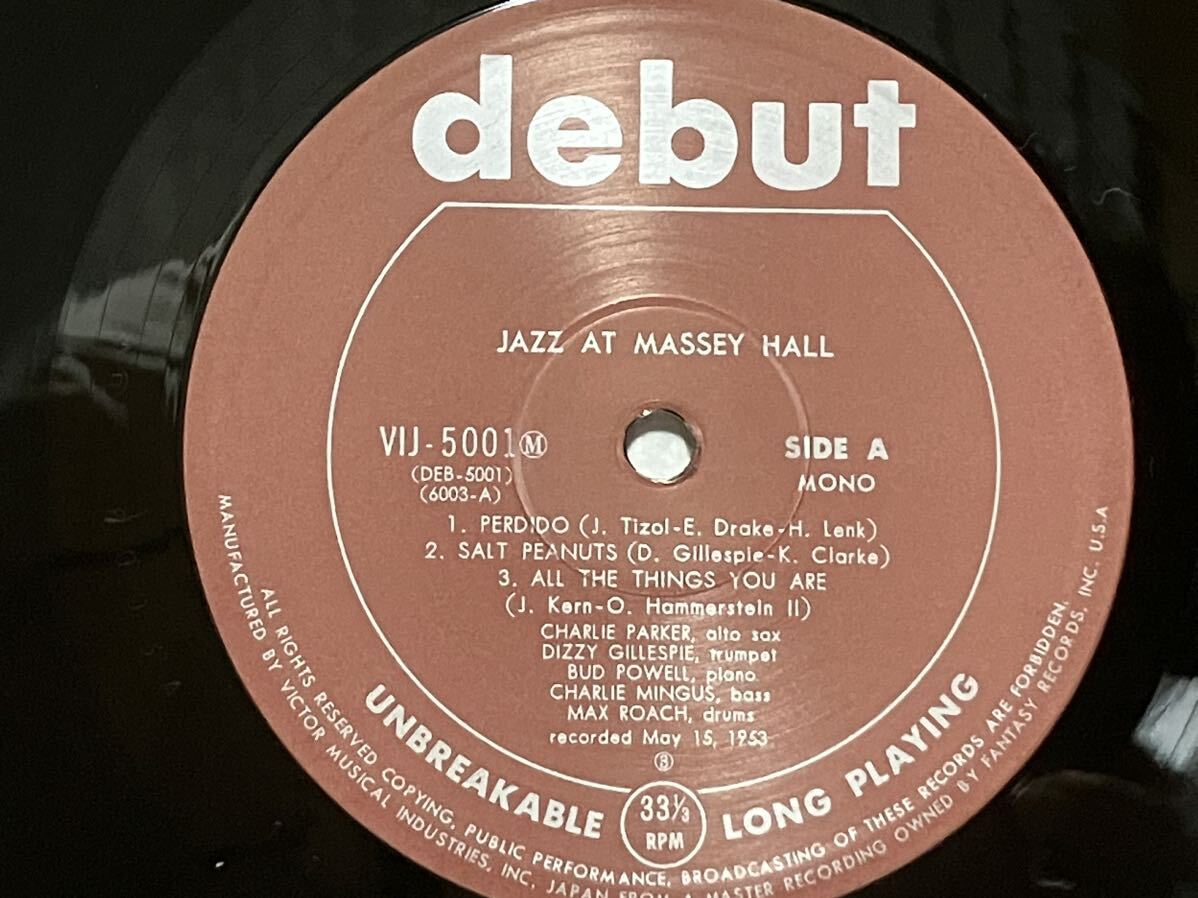 debut
JAZZ AT MASSEY HALL
VIJ-5001 Ⓜ
(DEB-5001)
(6003-A)
SIDE A
MONO
1. PERDIDO (J. Tizol-E. Drake-H. Lenk)
2. SALT PEANUTS (D. Gillespie-K. Clarke)
3. ALL THE THINGS YOU ARE
(J. Kern-O. Hammerstein II)
CHARLIE PARKER, alto sax
DIZZY GILLESPIE, trumpet
BUD POWELL, piano
CHARLIE MINGUS, bass
MAX ROACH, drums
recorded May 15, 1953
UNBREAKABLE 33⅓ RPM LONG PLAYING
ALL RIGHTS RESERVED COPYING, PUBLIC PERFORMANCE, BROADCASTING OF THESE RECORDS ARE FORBIDDEN.
MANUFACTURED BY VICTOR MUSICAL INDUSTRIES, INC, JAPAN FROM A MASTER RECORDING OWNED BY FANTASY RECORDS, INC. U.S.A